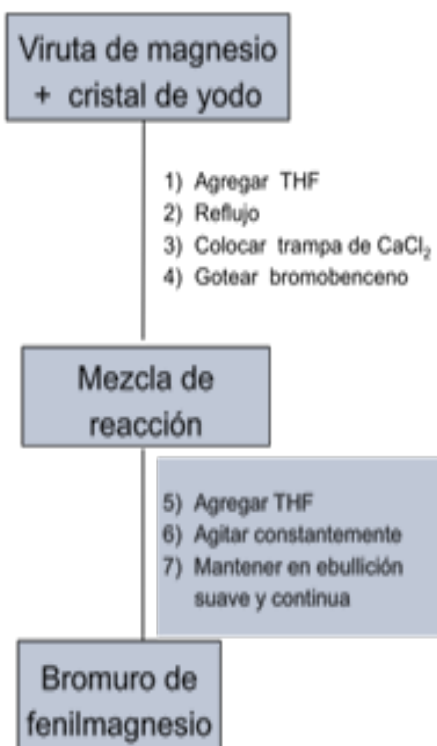 Viruta de magnesio
+ cristal de yodo
1) Agregar THF
2) Reflujo
3) Colocar trampa de CaCl₂
4) Gotear bromobenceno
Mezcla de
reacción
5) Agregar THF
6) Agitar constantemente
7) Mantener en ebullición
suave y continua
Bromuro de
fenilmagnesio